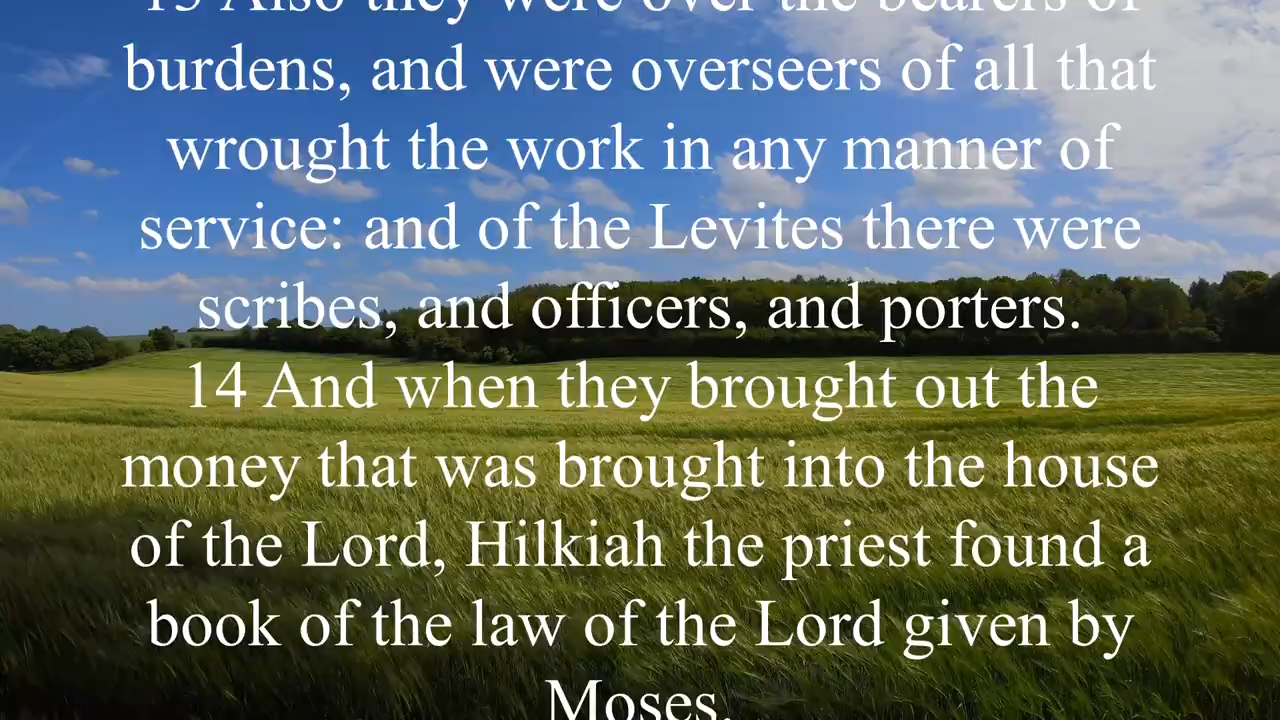 13 Also they were over the bearers of
burdens, and were overseers of all that
wrought the work in any manner of
service: and of the Levites there were
scribes, and officers, and porters.
14 And when they brought out the
money that was brought into the house
of the Lord, Hilkiah the priest found a
book of the law of the Lord given by
Moses.